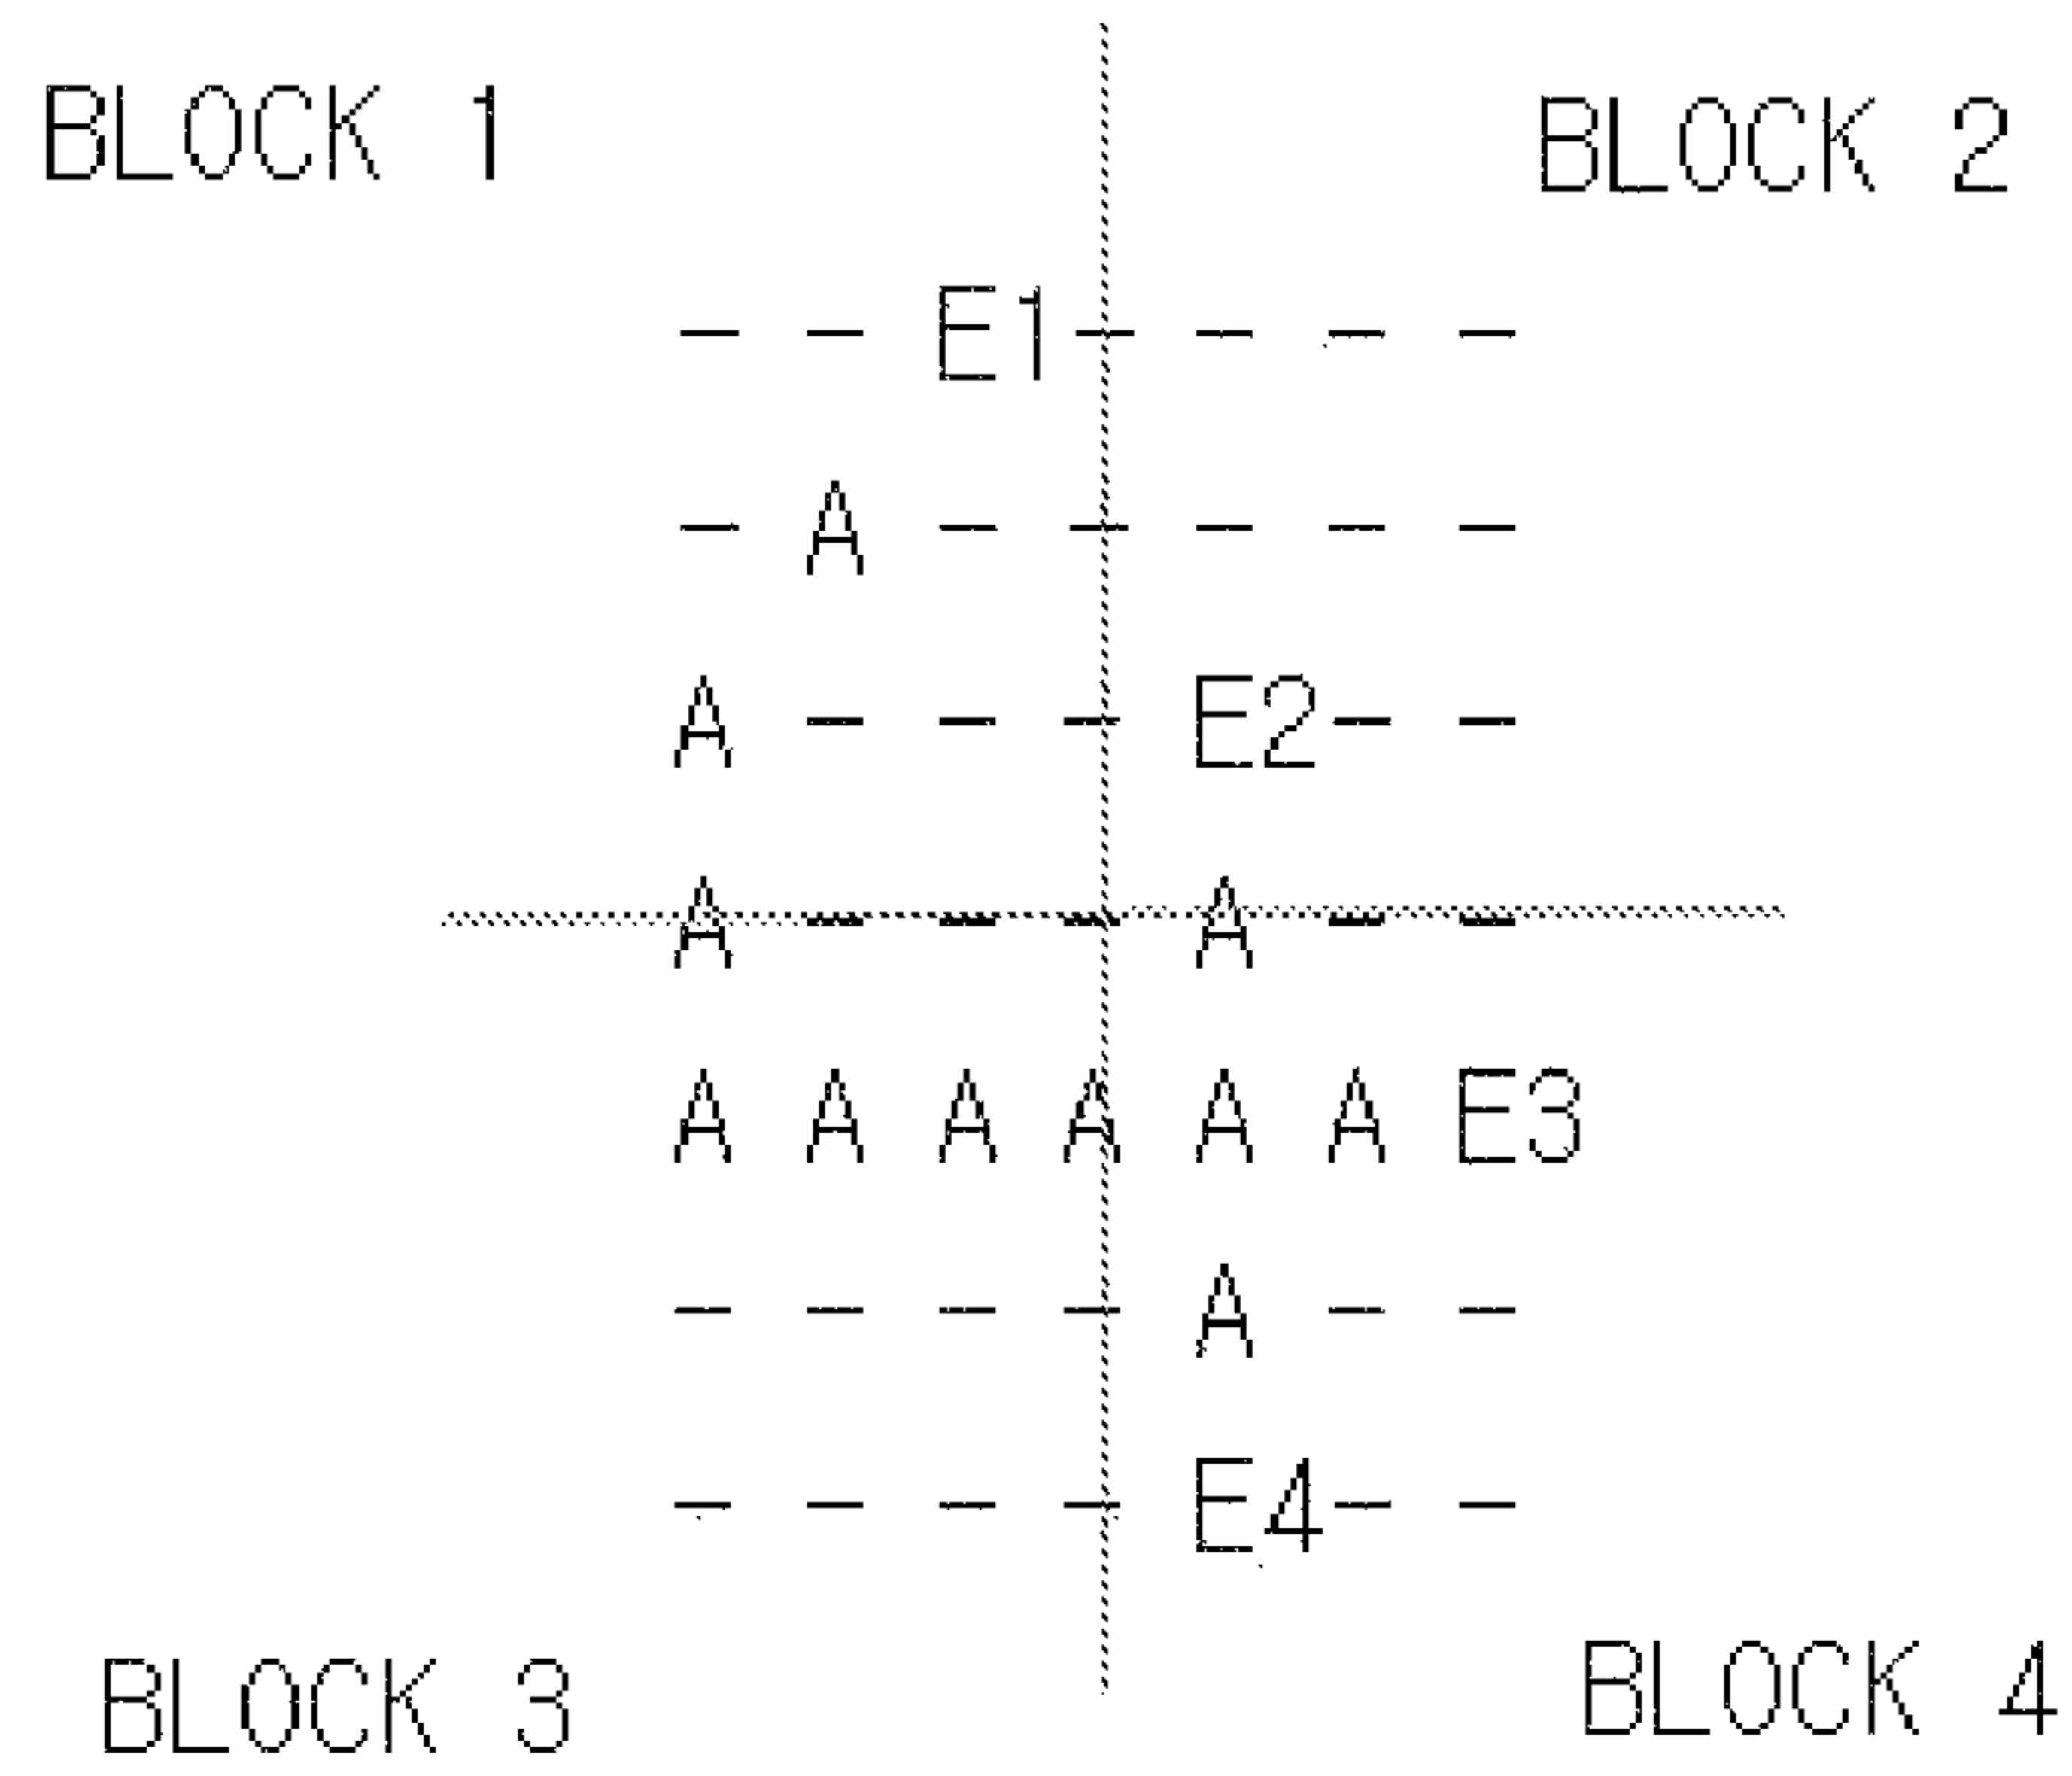 BLOCK 1 BLOCK 2
- - E1 - - - -
- A - - - - -
A - - - E2 - -
A - - - A - -
A A A A A A E3
- - - - A - -
- - - - E4 - -
BLOCK 3 BLOCK 4